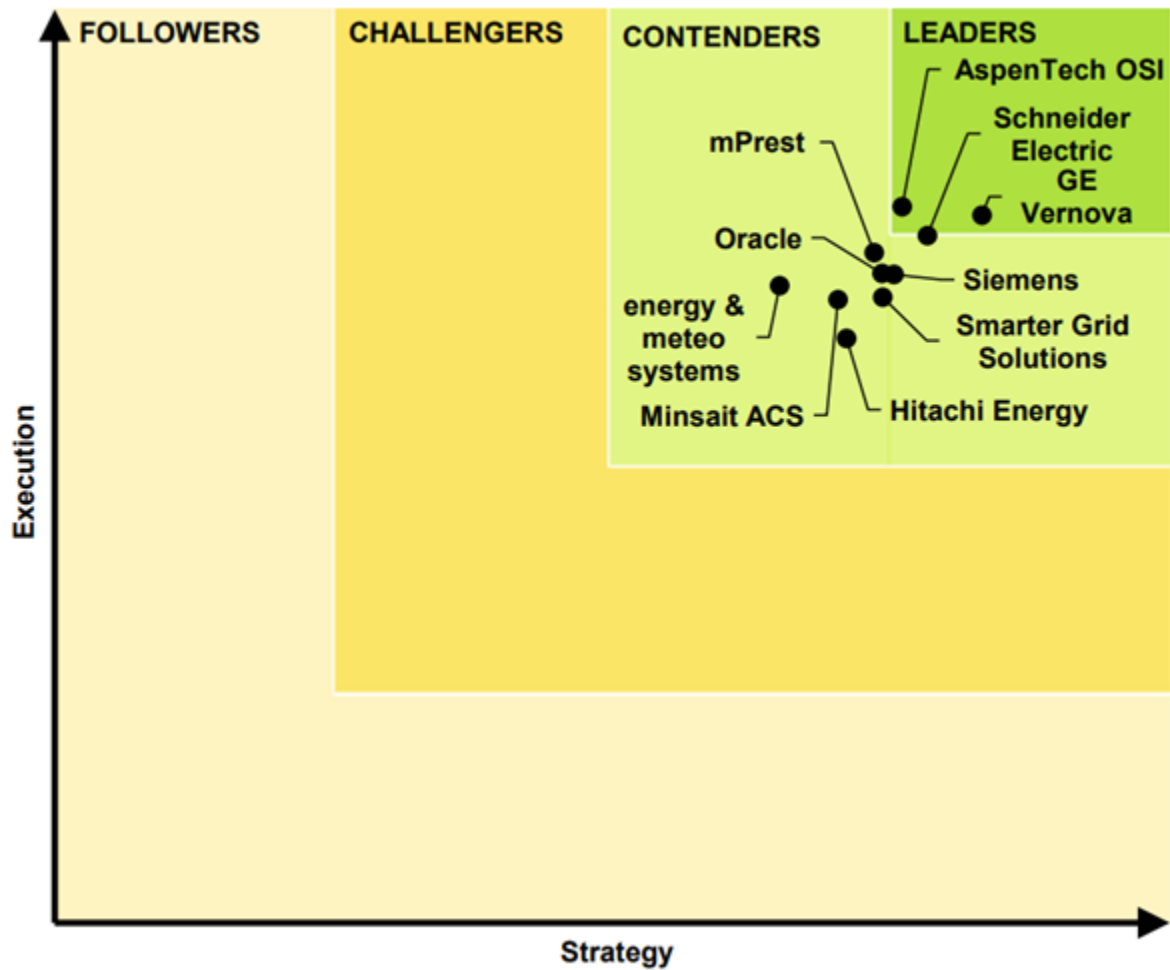 FOLLOWERS
CHALLENGERS
CONTENDERS
LEADERS
AspenTech OSI
Schneider
Electric
GE
Vernova
mPrest
Oracle
Siemens
energy &
meteo
systems
Smarter Grid
Solutions
Minsait ACS
Hitachi Energy
Execution
Strategy